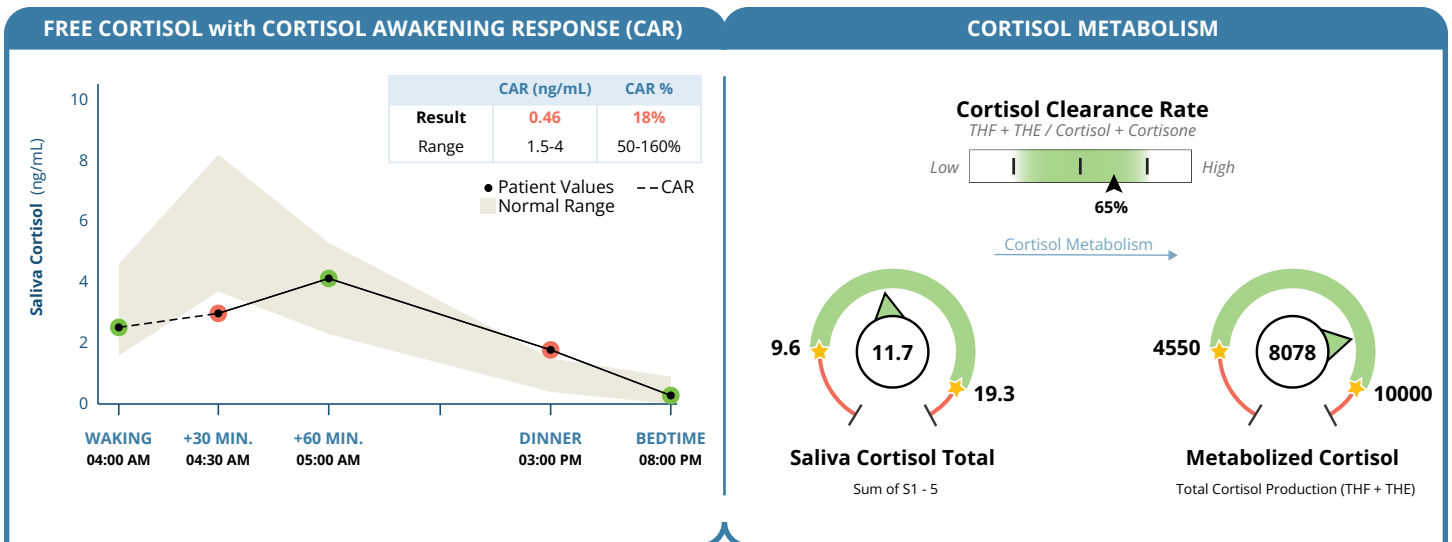 FREE CORTISOL with CORTISOL AWAKENING RESPONSE (CAR)
CAR (ng/mL) CAR %
Result 0.46 18%
Range 1.5-4 50-160%
Patient Values CAR
Normal Range
Saliva Cortisol (ng/mL)
10
8
6
4
2
0
WAKING +30 MIN. +60 MIN. DINNER BEDTIME
04:00 AM 04:30 AM 05:00 AM 03:00 PM 08:00 PM
CORTISOL METABOLISM
Cortisol Clearance Rate
THF + THE / Cortisol + Cortisone
Low High
65%
Cortisol Metabolism
9.6 11.7 19.3
Saliva Cortisol Total
Sum of S1 - 5
4550 8078 10000
Metabolized Cortisol
Total Cortisol Production (THF + THE)